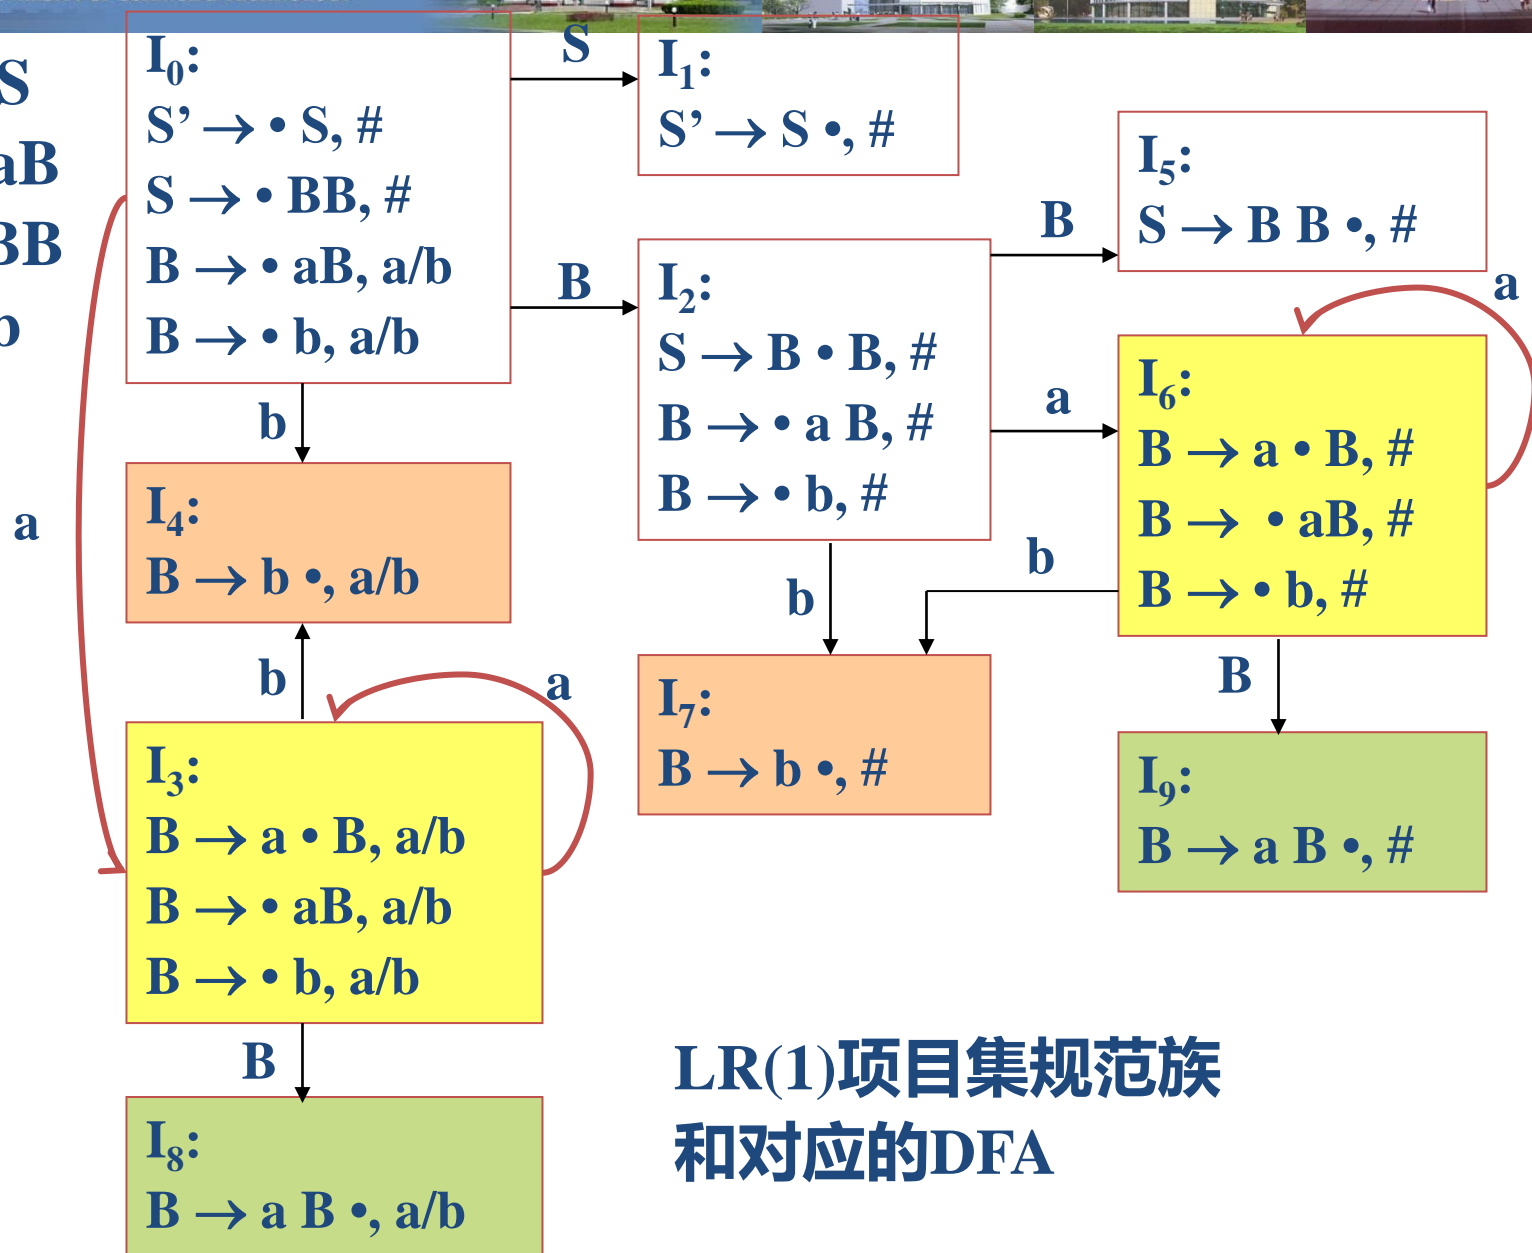 S
aB
BB
b
I0:
S’ → • S, #
S → • BB, #
B → • aB, a/b
B → • b, a/b
S
I1:
S’ → S •, #
B
I2:
S → B • B, #
B → • a B, #
B → • b, #
B
I5:
S → B B •, #
a
a
I6:
B → a • B, #
B → • aB, #
B → • b, #
b
I4:
B → b •, a/b
a
b
b
b
a
I3:
B → a • B, a/b
B → • aB, a/b
B → • b, a/b
I7:
B → b •, #
B
I9:
B → a B •, #
B
I8:
B → a B •, a/b
LR(1)项目集规范族
和对应的DFA